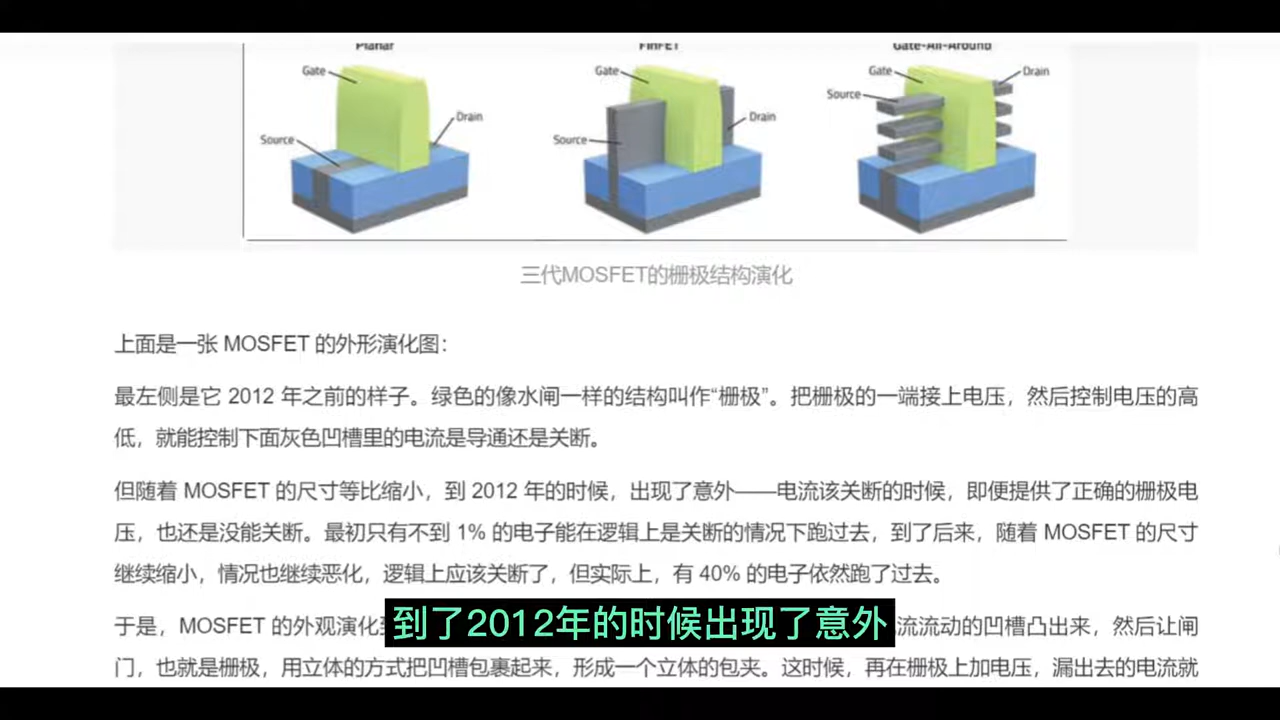 Planar FinFET Gate-All-Around
Gate Gate Gate Drain
Source
Drain Drain
Source Source
三代MOSFET的栅极结构演化
上面是一张 MOSFET 的外形演化图：
最左侧是它 2012 年之前的样子。绿色的像水闸一样的结构叫作“栅极”。把栅极的一端接上电压，然后控制电压的高
低，就能控制下面灰色凹槽里的电流是导通还是关断。
但随着 MOSFET 的尺寸等比缩小，到 2012 年的时候，出现了意外——电流该关断的时候，即便提供了正确的栅极电
压，也还是没能关断。最初只有不到 1% 的电子能在逻辑上是关断的情况下跑过去，到了后来，随着 MOSFET 的尺寸
继续缩小，情况也继续恶化，逻辑上应该关断了，但实际上，有 40% 的电子依然跑了过去。
于是，MOSFET 的外观演化
到了2012年的时候出现了意外
流流动的凹槽凸出来，然后让闸
门，也就是栅极，用立体的方式把凹槽包裹起来，形成一个立体的包夹。这时候，再在栅极上加电压，漏出去的电流就